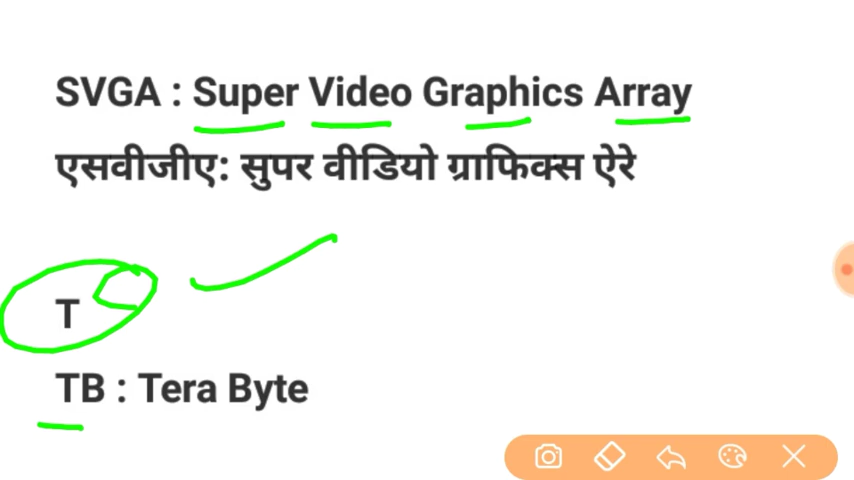 SVGA : Super Video Graphics Array
एसवीजीए: सुपर वीडियो ग्राफिक्स ऐरे
T
TB : Tera Byte